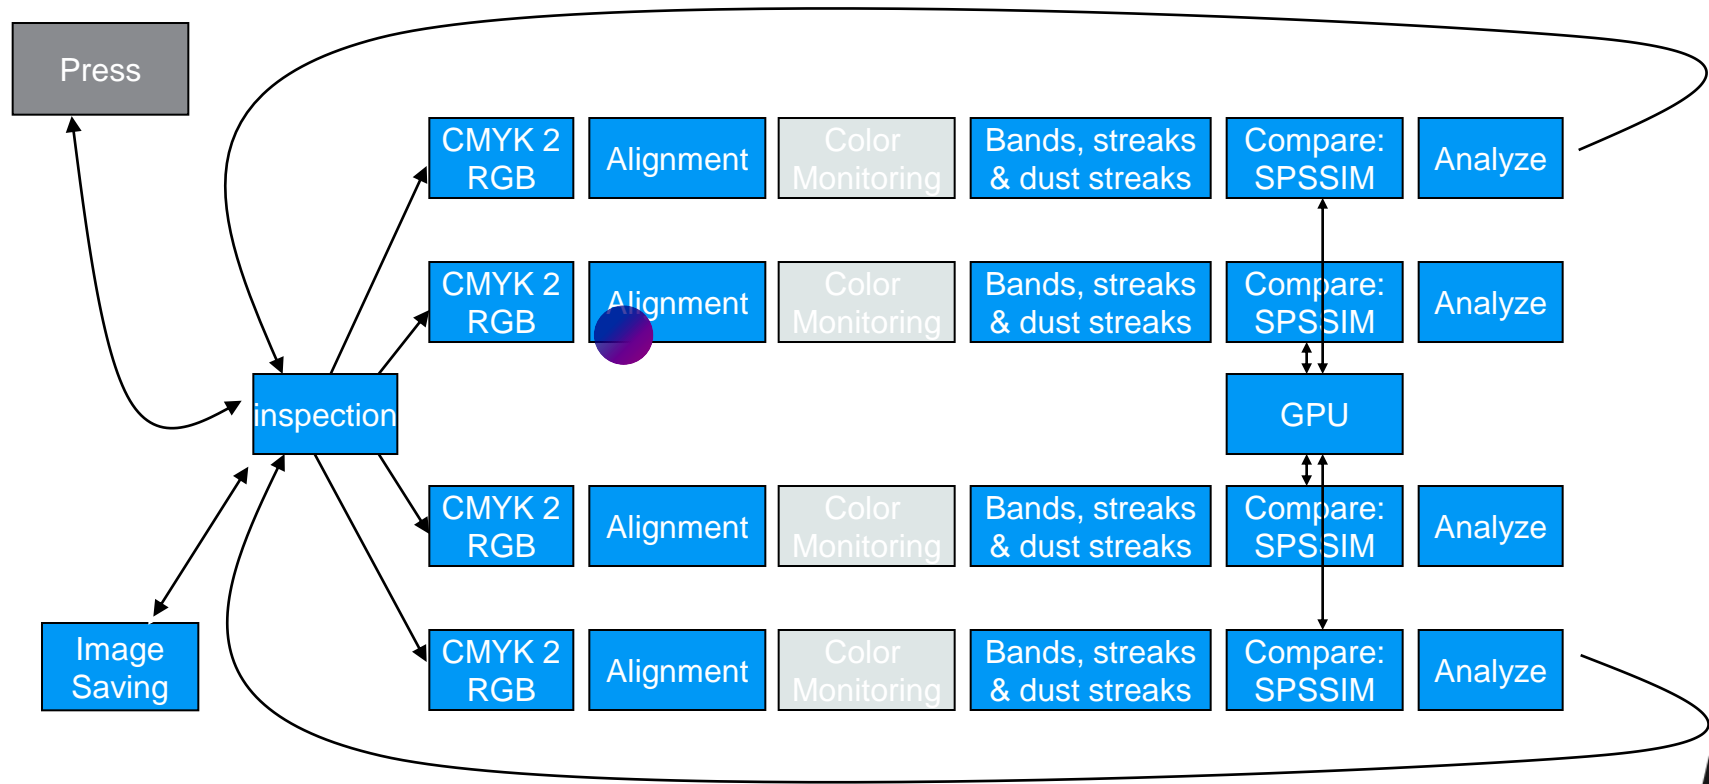 Press
CMYK 2
RGB
Alignment
Color
Monitoring
Bands, streaks
& dust streaks
Compare:
SPSSIM
Analyze
CMYK 2
RGB
Alignment
Color
Monitoring
Bands, streaks
& dust streaks
Compare:
SPSSIM
Analyze
inspection
GPU
CMYK 2
RGB
Alignment
Color
Monitoring
Bands, streaks
& dust streaks
Compare:
SPSSIM
Analyze
Image
Saving
CMYK 2
RGB
Alignment
Color
Monitoring
Bands, streaks
& dust streaks
Compare:
SPSSIM
Analyze